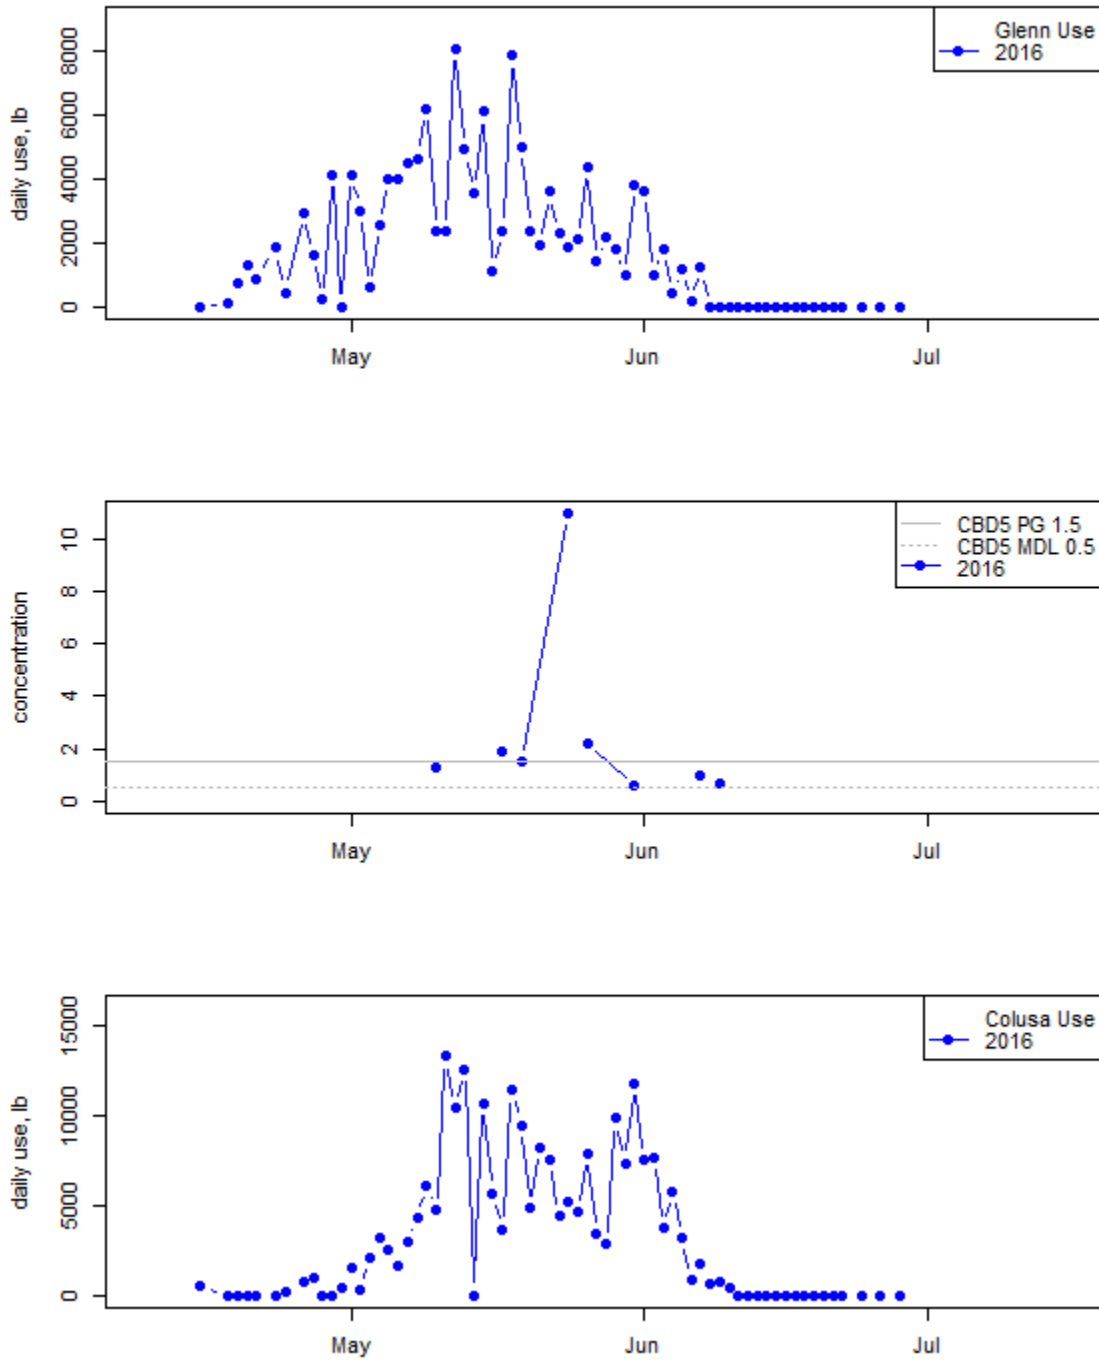 Glenn Use
2016
daily use, lb
8000
6000
4000
2000
0
May Jun Jul
CBD5 PG 1.5
CBD5 MDL 0.5
2016
concentration
10
8
6
4
2
0
May Jun Jul
Colusa Use
2016
daily use, lb
15000
10000
5000
0
May Jun Jul